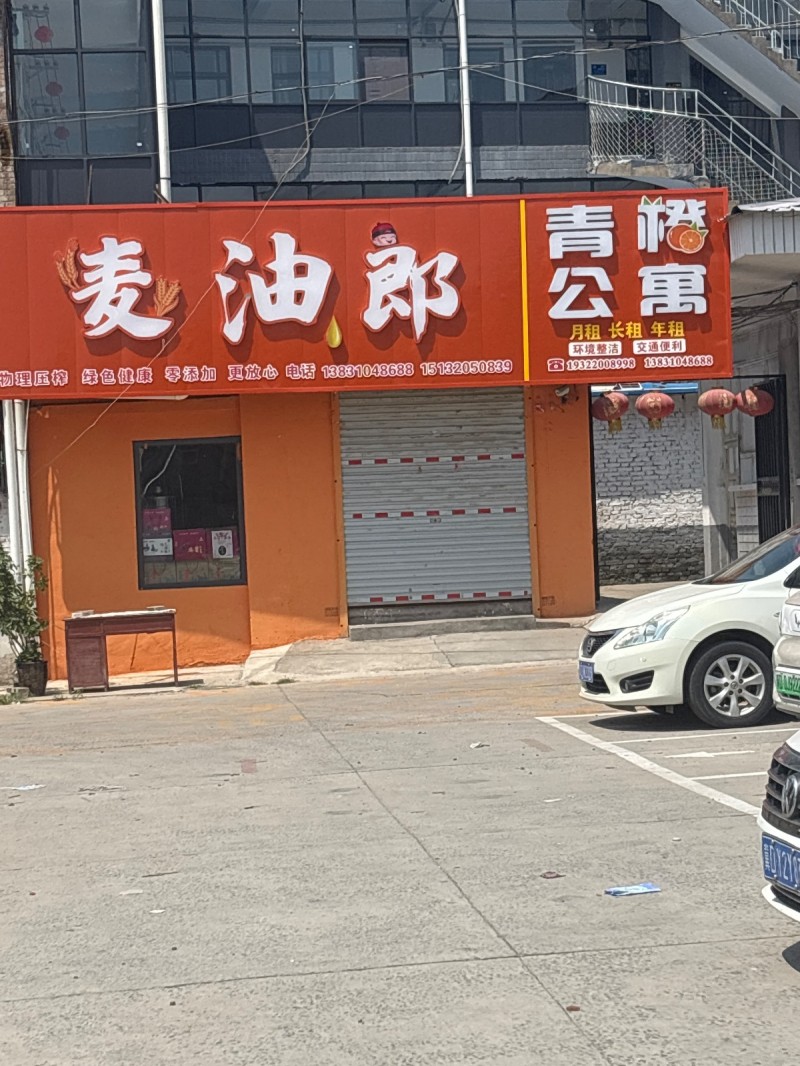 麦油郎
物理压榨 绿色健康 零添加 更放心 电话 13831048688 15132050839
青橙
公寓
月租 长租 年租
环境整洁 交通便利
☎19322008998 13831048688